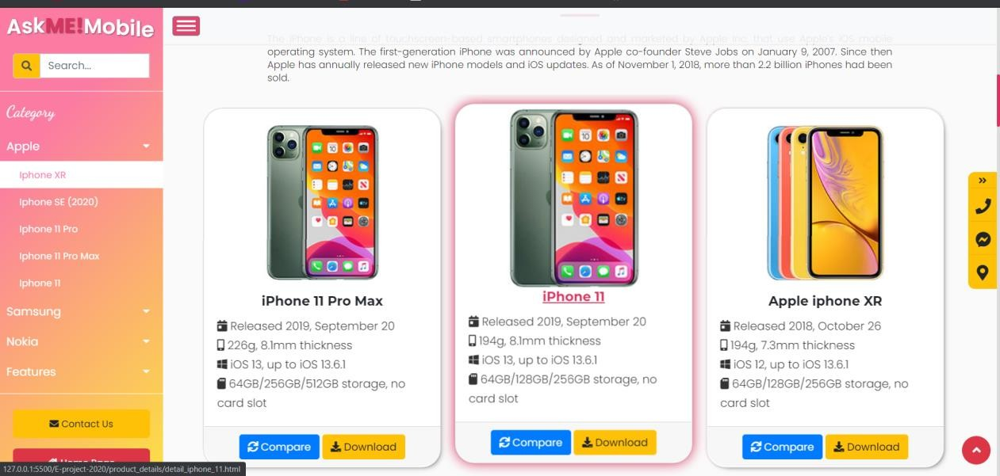 AskME!Mobile
Search...
Category
Apple
Iphone XR
Iphone SE (2020)
Iphone 11 Pro
Iphone 11 Pro Max
Iphone 11
Samsung
Nokia
Features
Contact Us
Home Page
127.0.0.1:5500/E-project-2020/product_details/detail_iphone_11.html
The iPhone is a line of touchscreen-based smartphones designed and marketed by Apple Inc. that use Apple's iOS mobile
operating system. The first-generation iPhone was announced by Apple co-founder Steve Jobs on January 9, 2007. Since then
Apple has annually released new iPhone models and iOS updates. As of November 1, 2018, more than 2.2 billion iPhones had been
sold.
iPhone 11 Pro Max
Released 2019, September 20
226g, 8.1mm thickness
iOS 13, up to iOS 13.6.1
64GB/256GB/512GB storage, no
card slot
Compare
Download
iPhone 11
Released 2019, September 20
194g, 8.1mm thickness
iOS 13, up to iOS 13.6.1
64GB/128GB/256GB storage, no
card slot
Compare
Download
Apple iphone XR
Released 2018, October 26
194g, 7.3mm thickness
iOS 12, up to iOS 13.6.1
64GB/128GB/256GB storage, no
card slot
Compare
Download